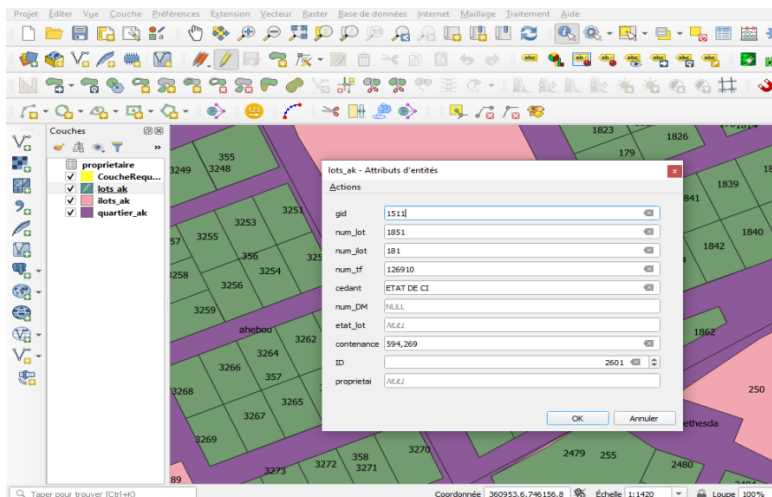 Projet Éditer Vue Couche Préférences Extension Vecteur Raster Base de données Internet Maillage Traitement Aide
Couches
proprietaire
CoucheRequ...
lots_ak
ilots_ak
quartier_ak
lots_ak - Attributs d'entités
Actions
gid 1511
num_lot 1851
num_ilot 181
num_tf 126910
cedant ETAT DE CI
num_DM NULL
etat_lot NULL
contenance 594,269
ID 2601
proprietai NULL
OK Annuler
355
3249 3248
3251
3253
3255
57
356
3254
3258
3256
3259
ahebou
3262
3264
3266
357
3268
3265
3267
3269
3270
358
3272
3271
3273
89
1823
1826
179
1839
841
1840
1842
1862
250
ethesda
2479 255
2480
Taper pour trouver (Ctrl+K)
Coordonnée 360953.6,746156.8 Échelle 1:1420 Loupe 100%